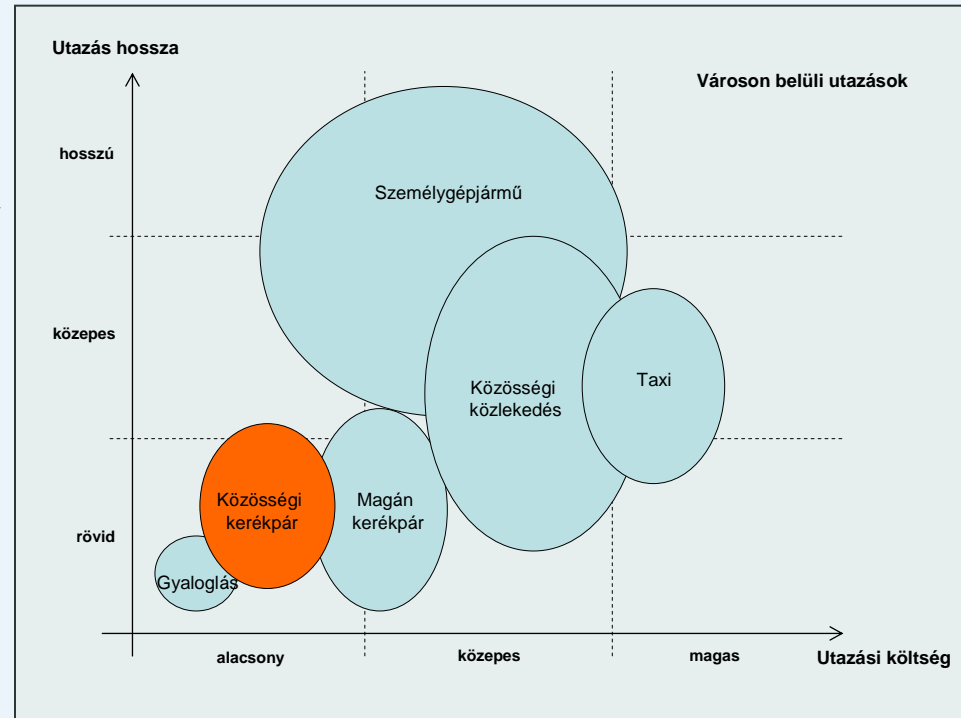 Utazás hossza
Városon belüli utazások
hosszú
Személygépjármű
közepes
Taxi
Közösségi
közlekedés
Közösségi
kerékpár
Magán
kerékpár
rövid
Gyaloglás
alacsony
közepes
magas
Utazási költség